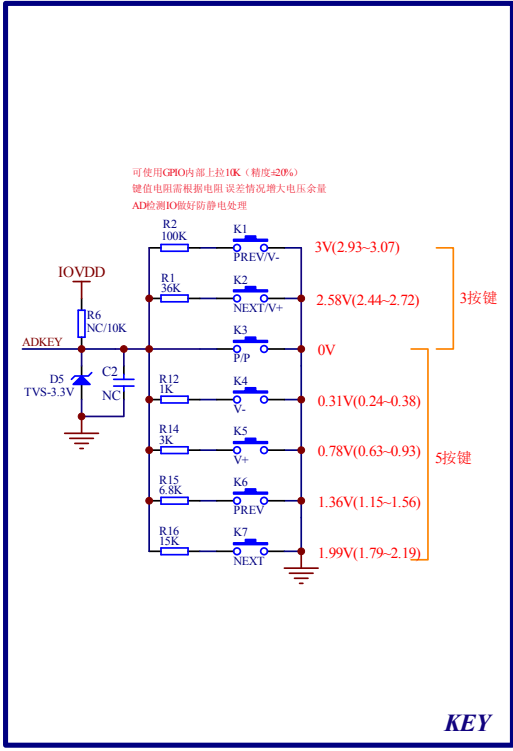 可使用GPIO内部上拉10K（精度±20%）
键值电阻需根据电阻误差情况增大电压余量
AD检测IO做好防静电处理
R2
100K
K1
PREV/V-
3V(2.93~3.07)
IOVDD
R1
36K
K2
NEXT/V+
2.58V(2.44~2.72)
3按键
R6
NC/10K
ADKEY
K3
P/P
0V
D5
TVS-3.3V
C2
NC
R12
1K
K4
V-
0.31V(0.24~0.38)
R14
3K
K5
V+
0.78V(0.63~0.93)
5按键
R15
6.8K
K6
PREV
1.36V(1.15~1.56)
R16
15K
K7
NEXT
1.99V(1.79~2.19)
KEY